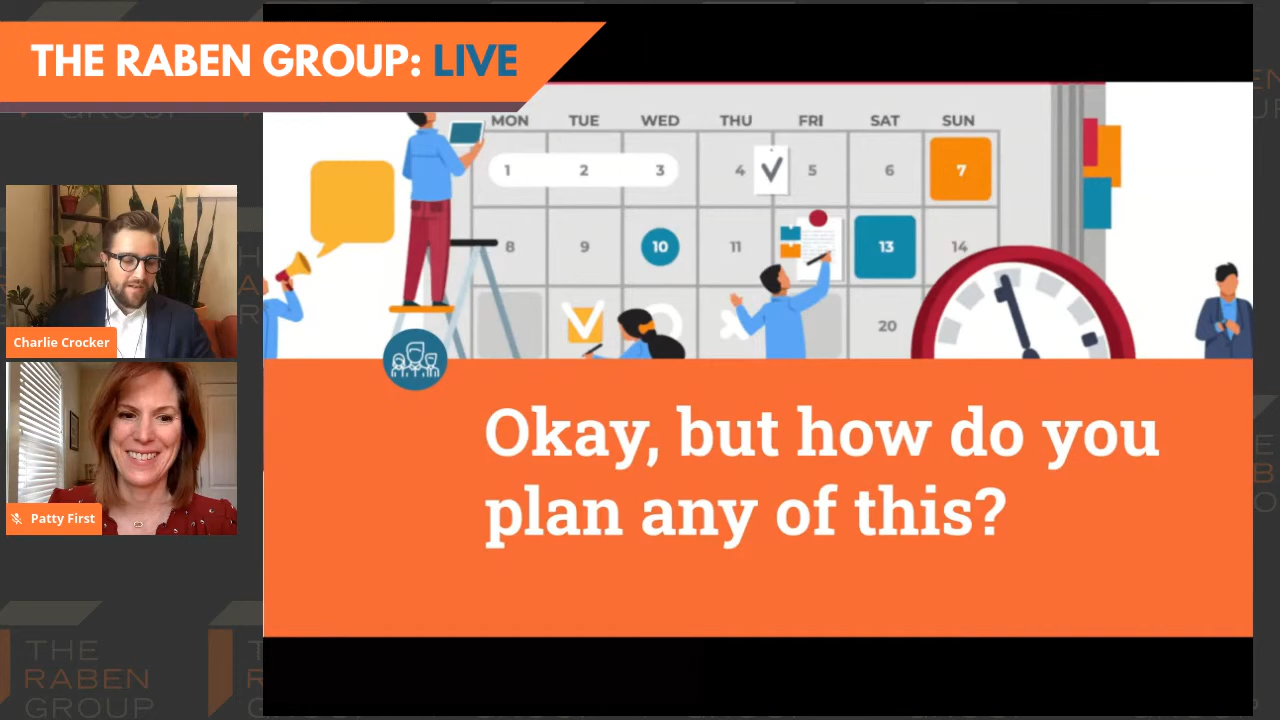 THE RABEN GROUP: LIVE
MON TUE WED THU FRI SAT SUN
1 2 3 4 5 6 7
8 9 10 11 13 14
20
Charlie Crocker
Patty First
Okay, but how do you
plan any of this?
THE
RABEN
GROUP